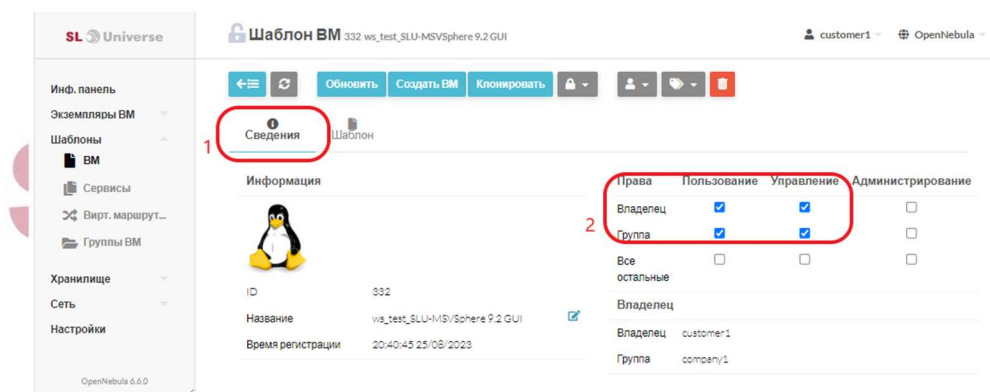 SL Universe
Шаблон ВМ 332 ws_test_SLU-MSVSphere 9.2 GUI
customer1
OpenNebula
Инф. панель
Экземпляры ВМ
Шаблоны
ВМ
Сервисы
Вирт. маршрут...
Группы ВМ
Хранилище
Сеть
Настройки
OpenNebula 6.6.0
Обновить
Создать ВМ
Клонировать
1
Сведения
Шаблон
Информация
ID 332
Название ws_test_SLU-MSVSphere 9.2 GUI
Время регистрации 20:40:45 25/08/2023
2
Права Пользование Управление Администрирование
Владелец
Группа
Все
остальные
Владелец
Владелец customer1
Группа company1